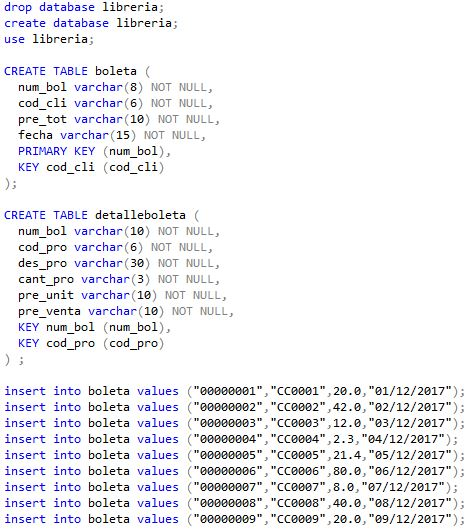 drop database libreria;
create database libreria;
use libreria;

CREATE TABLE boleta (
  num_bol varchar(8) NOT NULL,
  cod_cli varchar(6) NOT NULL,
  pre_tot varchar(10) NOT NULL,
  fecha varchar(15) NOT NULL,
  PRIMARY KEY (num_bol),
  KEY cod_cli (cod_cli)
);

CREATE TABLE detalleboleta (
  num_bol varchar(10) NOT NULL,
  cod_pro varchar(6) NOT NULL,
  des_pro varchar(30) NOT NULL,
  cant_pro varchar(3) NOT NULL,
  pre_unit varchar(10) NOT NULL,
  pre_venta varchar(10) NOT NULL,
  KEY num_bol (num_bol),
  KEY cod_pro (cod_pro)
) ;

insert into boleta values ("00000001","CC0001",20.0,"01/12/2017");
insert into boleta values ("00000002","CC0002",42.0,"02/12/2017");
insert into boleta values ("00000003","CC0003",12.0,"03/12/2017");
insert into boleta values ("00000004","CC0004",2.3,"04/12/2017");
insert into boleta values ("00000005","CC0005",21.4,"05/12/2017");
insert into boleta values ("00000006","CC0006",80.0,"06/12/2017");
insert into boleta values ("00000007","CC0007",8.0,"07/12/2017");
insert into boleta values ("00000008","CC0008",40.0,"08/12/2017");
insert into boleta values ("00000009","CC0009",20.0,"09/12/2017");